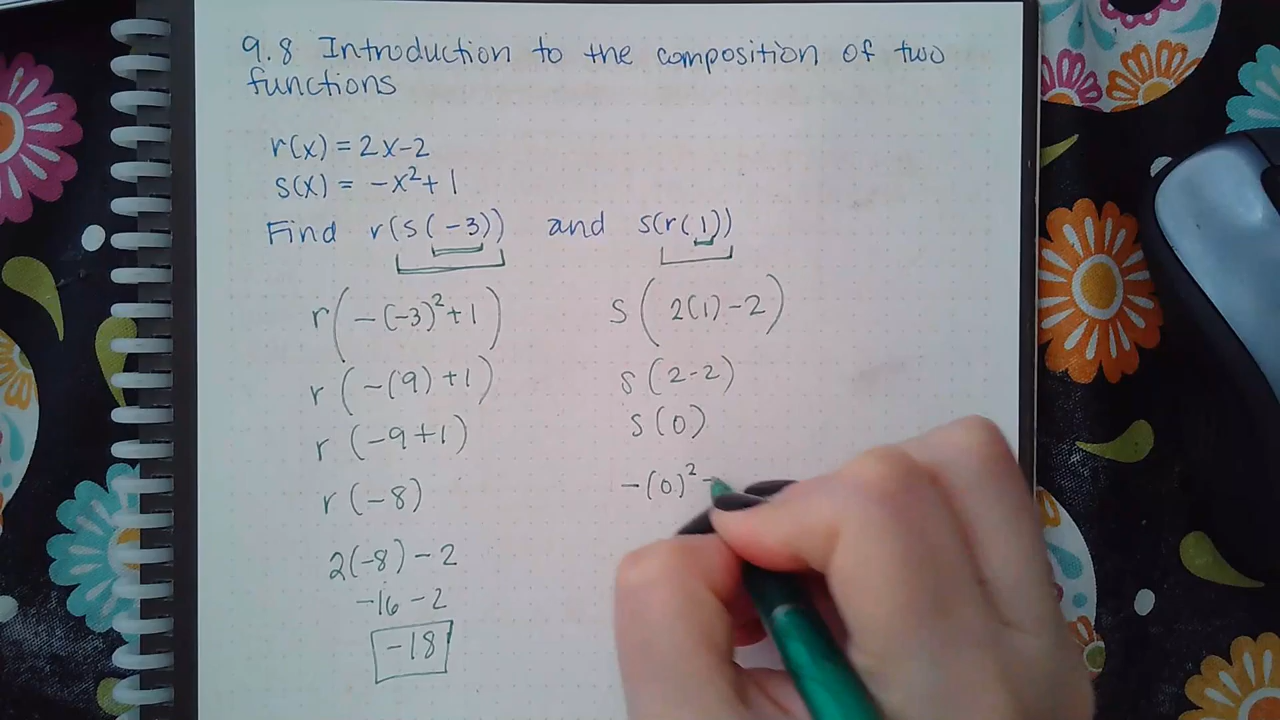 9.8 Introduction to the composition of two
functions
r(x) = 2x-2
s(x) = -x²+1
Find r(s(-3)) and s(r(1))
r(-(-3)²+1)
r(-(9)+1)
r(-9+1)
r(-8)
2(-8)-2
-16-2
-18
s(2(1)-2)
s(2-2)
s(0)
-(0)² -